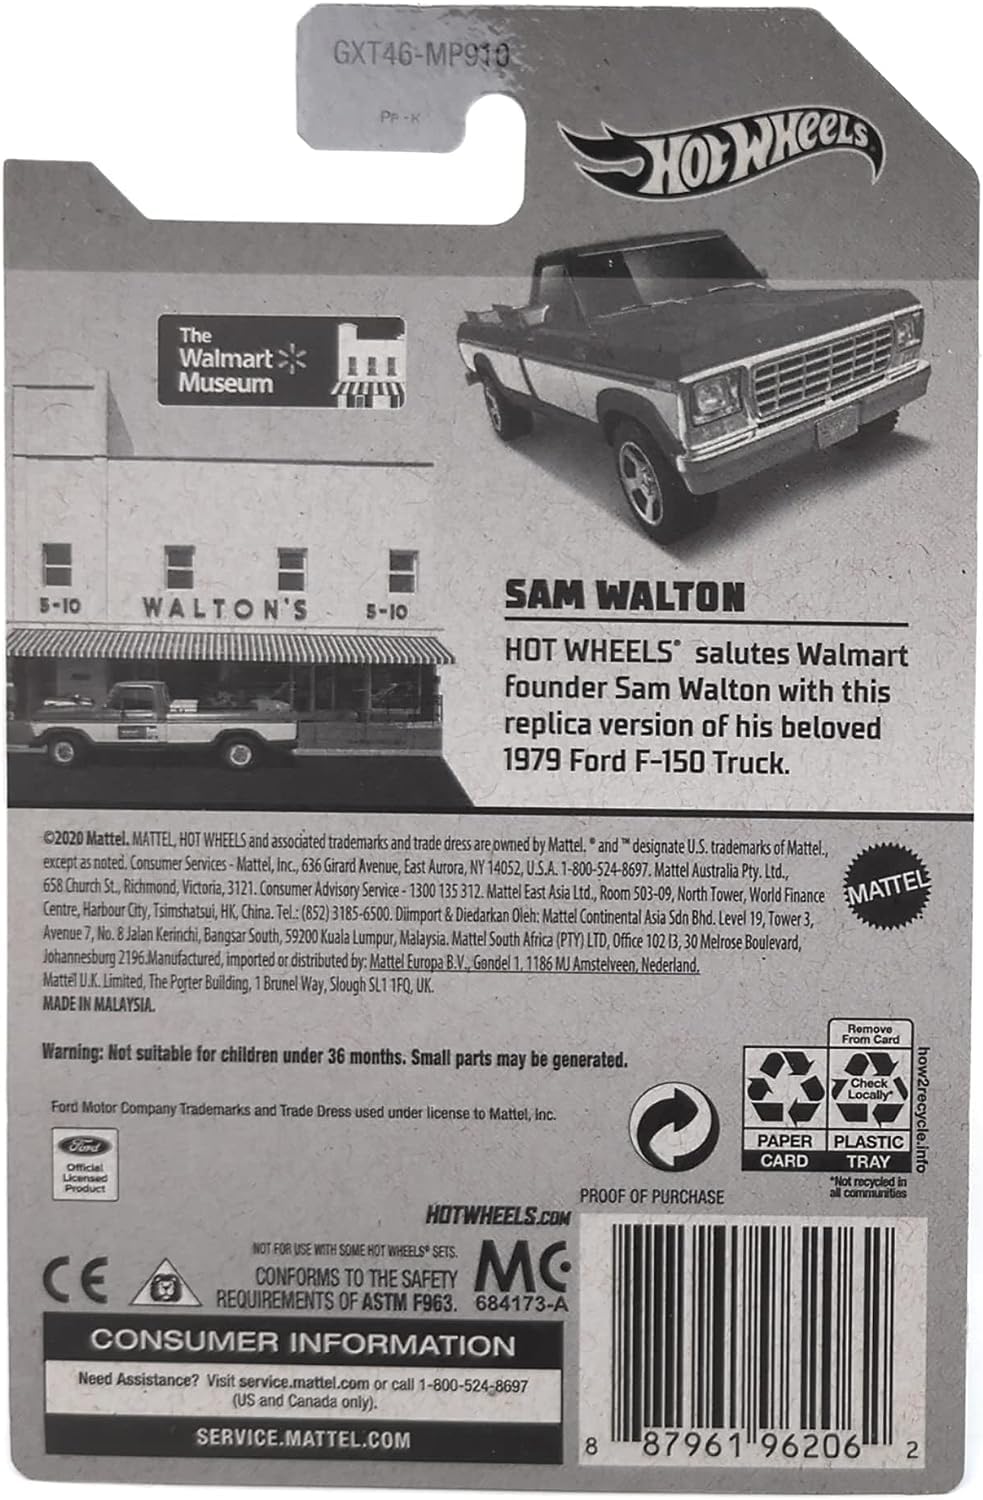 GXT46-MP910
PP-K
HOT WHEELS
The
Walmart
Museum
5-10 WALTON'S 5-10
SAM WALTON
HOT WHEELS® salutes Walmart
founder Sam Walton with this
replica version of his beloved
1979 Ford F-150 Truck.
©2020 Mattel. MATTEL, HOT WHEELS and associated trademarks and trade dress are owned by Mattel. ® and ™ designate U.S. trademarks of Mattel.,
except as noted. Consumer Services - Mattel, Inc., 636 Girard Avenue, East Aurora, NY 14052, U.S.A. 1-800-524-8697. Mattel Australia Pty. Ltd.,
658 Church St., Richmond, Victoria, 3121. Consumer Advisory Service - 1300 135 312. Mattel East Asia Ltd., Room 503-09, North Tower, World Finance
Centre, Harbour City, Tsimshatsui, HK, China. Tel.: (852) 3185-6500. Diimport & Diedarkan Oleh: Mattel Continental Asia Sdn Bhd. Level 19, Tower 3,
Avenue 7, No. 8 Jalan Kerinchi, Bangsar South, 59200 Kuala Lumpur, Malaysia. Mattel South Africa (PTY) LTD, Office 102 I3, 30 Melrose Boulevard,
Johannesburg 2196.Manufactured, imported or distributed by: Mattel Europa B.V., Gondel 1, 1186 MJ Amstelveen, Nederland.
Mattel U.K. Limited, The Porter Building, 1 Brunel Way, Slough SL1 1FQ, UK.
MADE IN MALAYSIA.
MATTEL
Warning: Not suitable for children under 36 months. Small parts may be generated.
Ford Motor Company Trademarks and Trade Dress used under license to Mattel, Inc.
Ford
Official
Licensed
Product
Remove
From Card
Check
Locally*
PAPER
CARD
PLASTIC
TRAY
how2recycle.info
*Not recycled in
all communities
PROOF OF PURCHASE
HOTWHEELS.COM
NOT FOR USE WITH SOME HOT WHEELS® SETS.
CONFORMS TO THE SAFETY
REQUIREMENTS OF ASTM F963.
CE
MC
684173-A
CONSUMER INFORMATION
Need Assistance? Visit service.mattel.com or call 1-800-524-8697
(US and Canada only).
SERVICE.MATTEL.COM
8 87961 96206 2